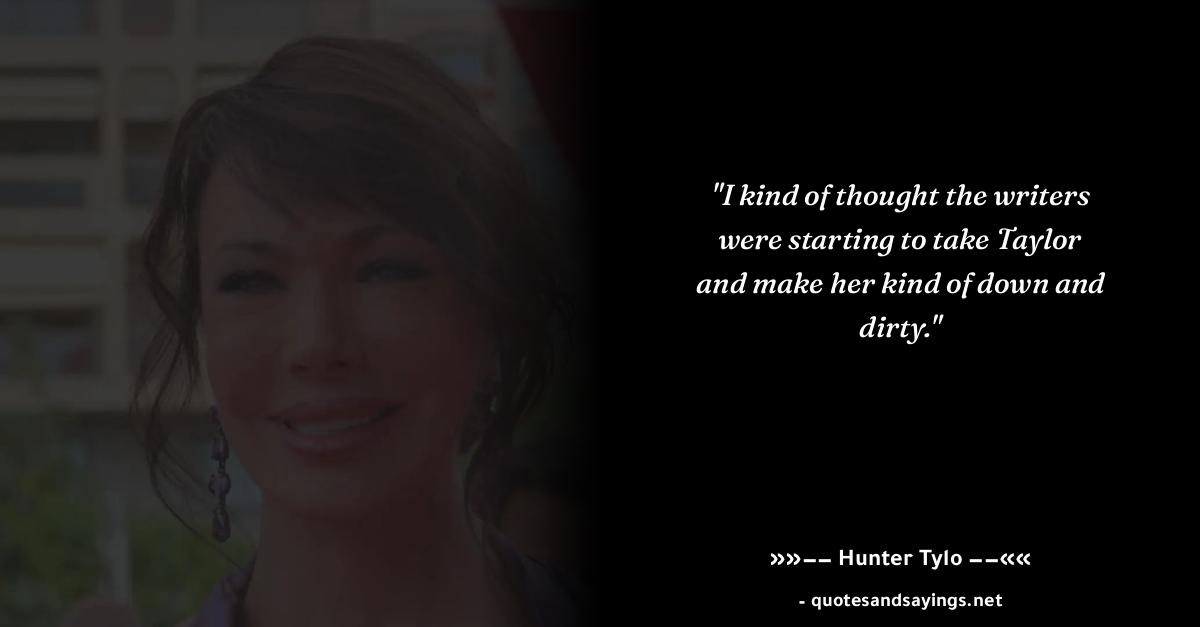 "I kind of thought the writers
were starting to take Taylor
and make her kind of down and
dirty."
»»–– Hunter Tylo ––««
- quotesandsayings.net